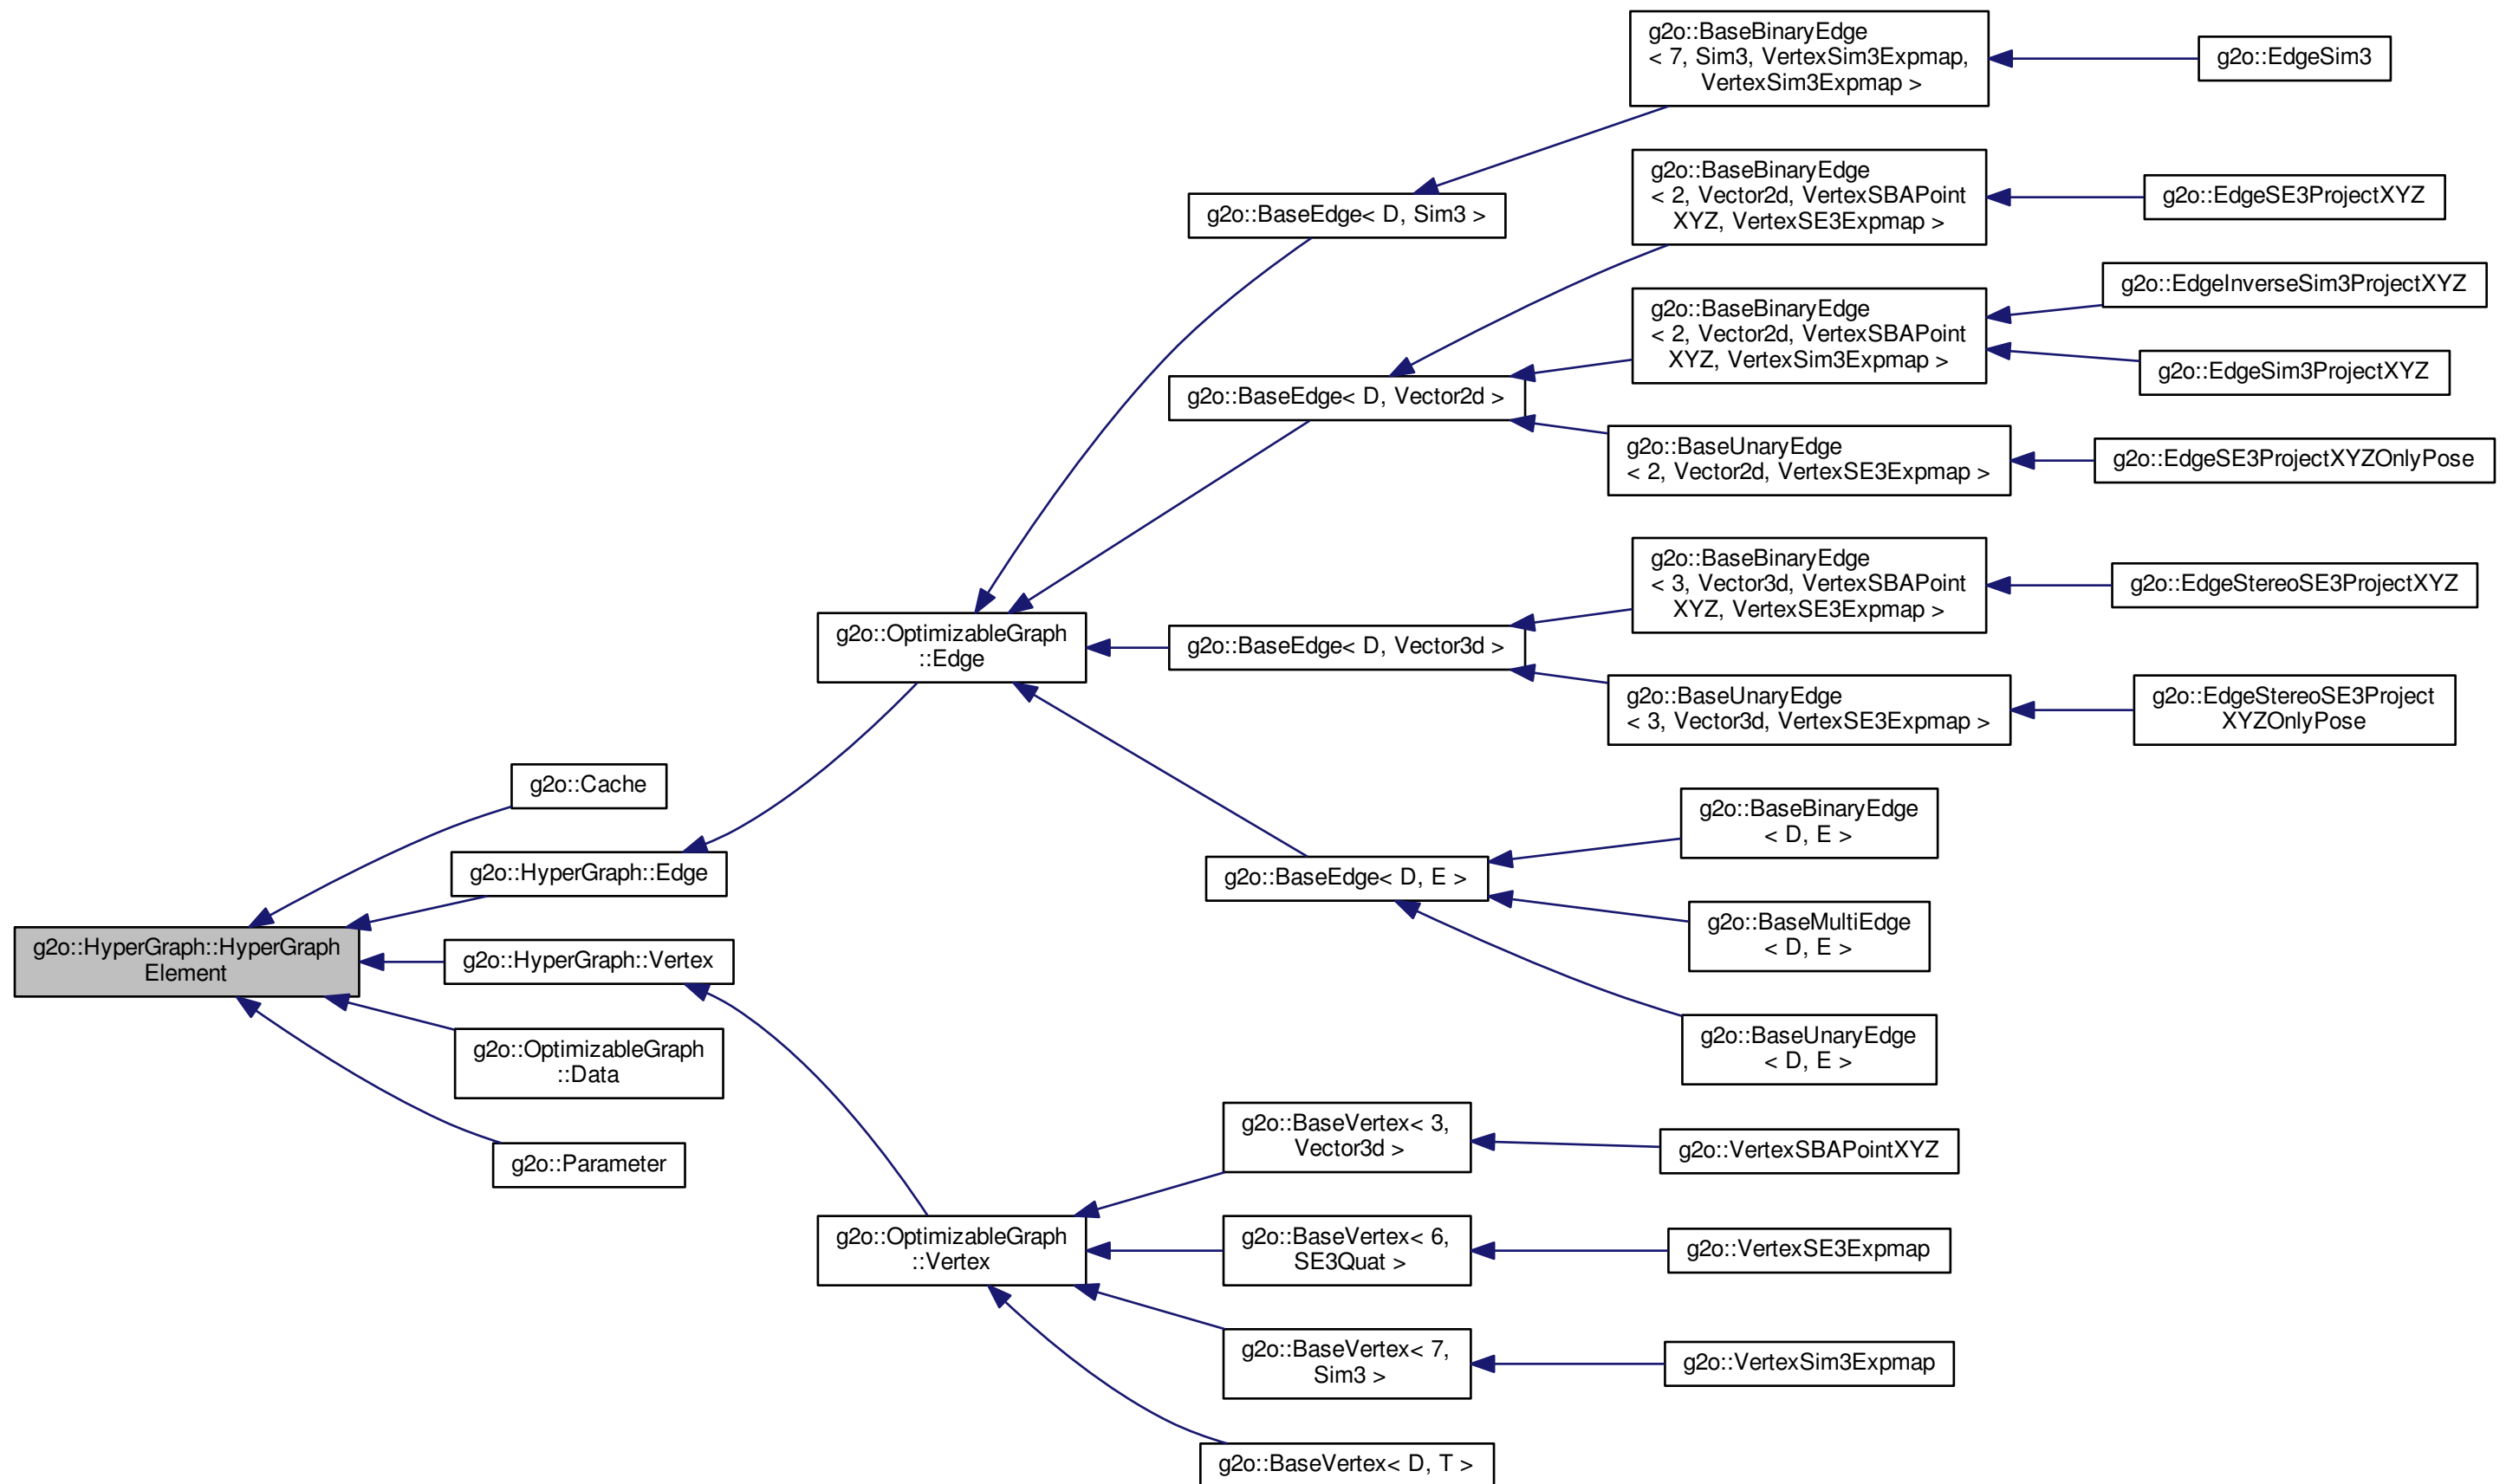 g2o::BaseBinaryEdge
< 7, Sim3, VertexSim3Expmap,
VertexSim3Expmap >
g2o::EdgeSim3
g2o::BaseEdge< D, Sim3 >
g2o::BaseBinaryEdge
< 2, Vector2d, VertexSBAPoint
XYZ, VertexSE3Expmap >
g2o::EdgeSE3ProjectXYZ
g2o::BaseBinaryEdge
< 2, Vector2d, VertexSBAPoint
XYZ, VertexSim3Expmap >
g2o::EdgeInverseSim3ProjectXYZ
g2o::EdgeSim3ProjectXYZ
g2o::BaseEdge< D, Vector2d >
g2o::BaseUnaryEdge
< 2, Vector2d, VertexSE3Expmap >
g2o::EdgeSE3ProjectXYZOnlyPose
g2o::BaseBinaryEdge
< 3, Vector3d, VertexSBAPoint
XYZ, VertexSE3Expmap >
g2o::EdgeStereoSE3ProjectXYZ
g2o::OptimizableGraph
::Edge
g2o::BaseEdge< D, Vector3d >
g2o::BaseUnaryEdge
< 3, Vector3d, VertexSE3Expmap >
g2o::EdgeStereoSE3Project
XYZOnlyPose
g2o::Cache
g2o::HyperGraph::Edge
g2o::BaseEdge< D, E >
g2o::BaseBinaryEdge
< D, E >
g2o::BaseMultiEdge
< D, E >
g2o::BaseUnaryEdge
< D, E >
g2o::HyperGraph::HyperGraph
Element
g2o::HyperGraph::Vertex
g2o::OptimizableGraph
::Data
g2o::Parameter
g2o::OptimizableGraph
::Vertex
g2o::BaseVertex< 3,
Vector3d >
g2o::VertexSBAPointXYZ
g2o::BaseVertex< 6,
SE3Quat >
g2o::VertexSE3Expmap
g2o::BaseVertex< 7,
Sim3 >
g2o::VertexSim3Expmap
g2o::BaseVertex< D, T >